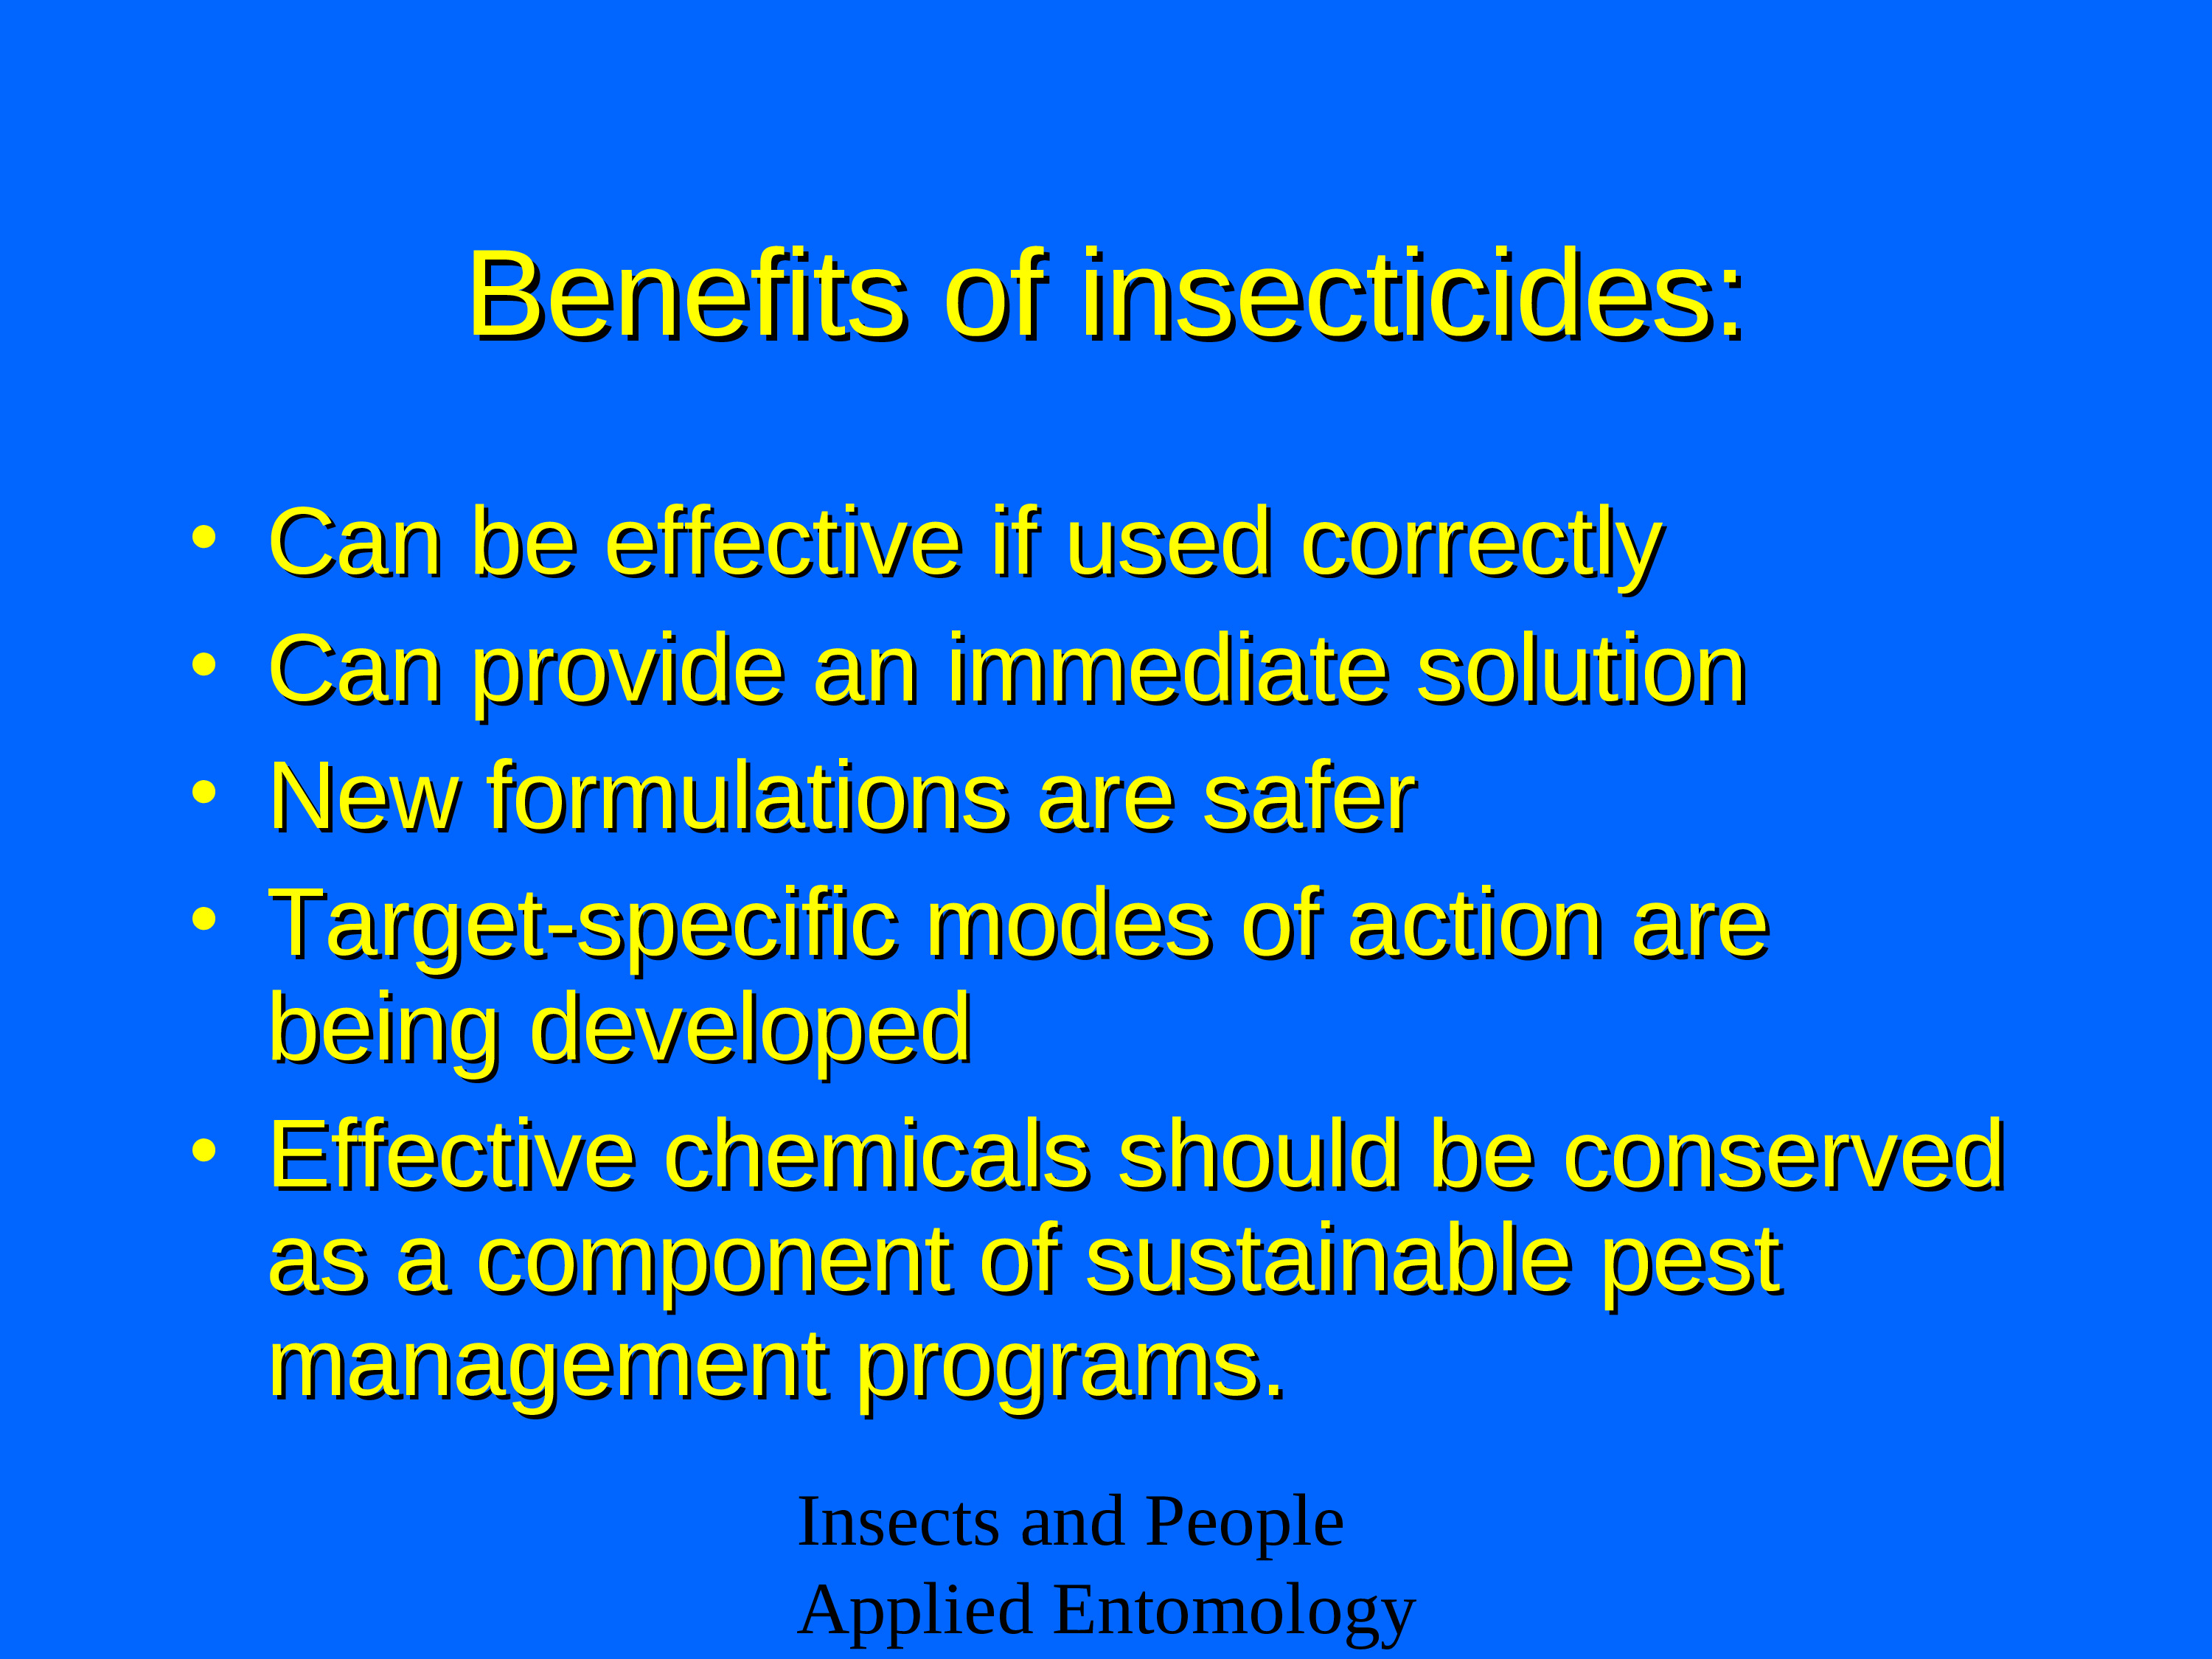 Benefits of insecticides:
• Can be effective if used correctly
• Can provide an immediate solution
• New formulations are safer
• Target-specific modes of action are
being developed
• Effective chemicals should be conserved
as a component of sustainable pest
management programs.
Insects and People
Applied Entomology